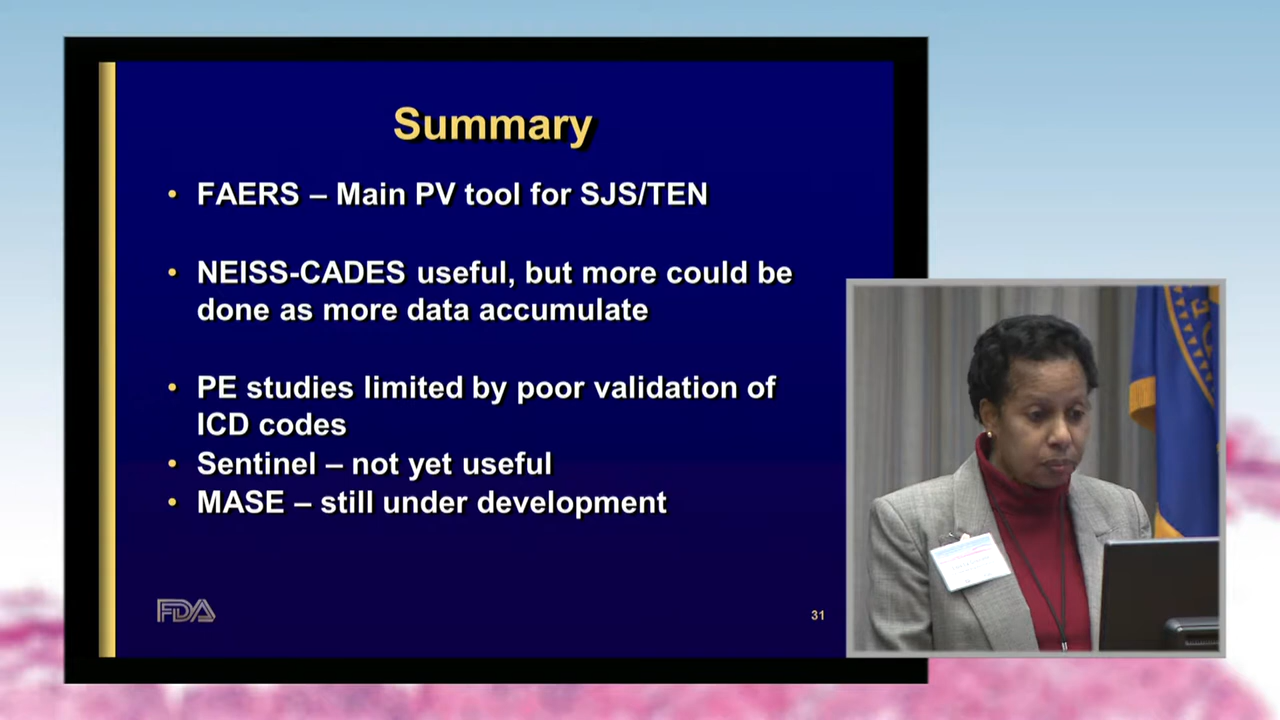 Summary
• FAERS – Main PV tool for SJS/TEN
• NEISS-CADES useful, but more could be
done as more data accumulate
• PE studies limited by poor validation of
ICD codes
• Sentinel – not yet useful
• MASE – still under development
FDA
31